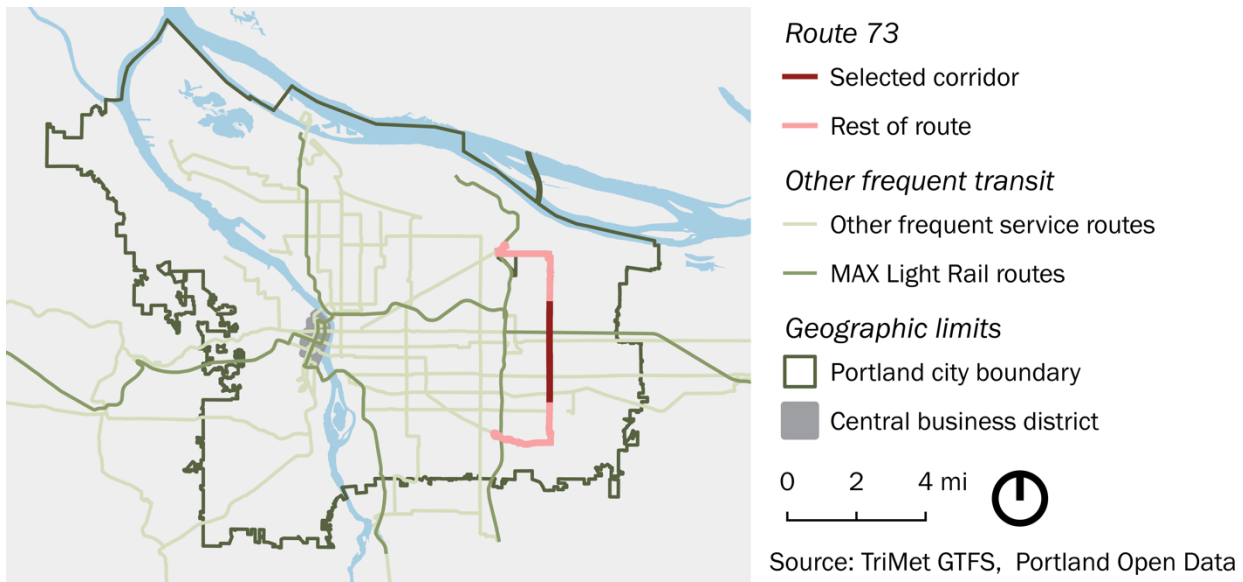 Route 73
Selected corridor
Rest of route
Other frequent transit
Other frequent service routes
MAX Light Rail routes
Geographic limits
Portland city boundary
Central business district
0 2 4 mi
Source: TriMet GTFS, Portland Open Data